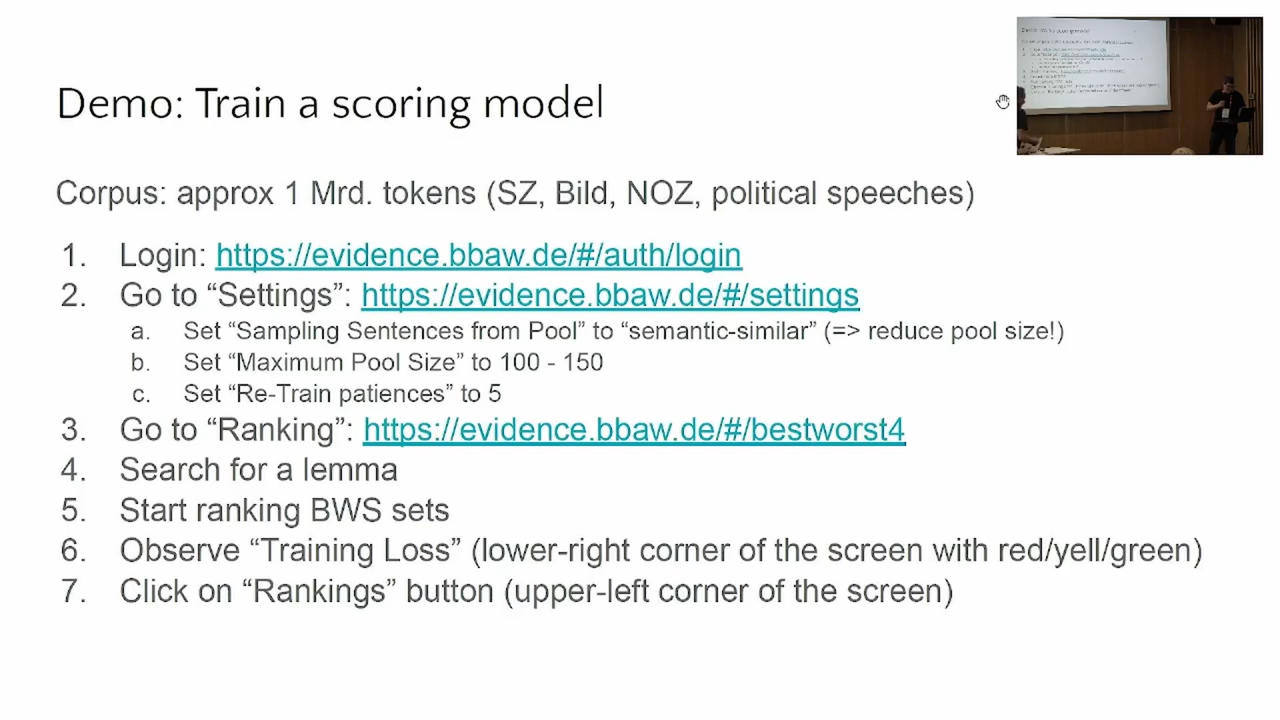 Demo: Train a scoring model
Corpus: approx 1 Mrd. tokens (SZ, Bild, NOZ, political speeches)
1. Login: https://evidence.bbaw.de/#/auth/login
2. Go to “Settings”: https://evidence.bbaw.de/#/settings
a. Set “Sampling Sentences from Pool” to “semantic-similar” (=> reduce pool size!)
b. Set “Maximum Pool Size” to 100 - 150
c. Set “Re-Train patiences” to 5
3. Go to “Ranking”: https://evidence.bbaw.de/#/bestworst4
4. Search for a lemma
5. Start ranking BWS sets
6. Observe “Training Loss” (lower-right corner of the screen with red/yell/green)
7. Click on “Rankings” button (upper-left corner of the screen)